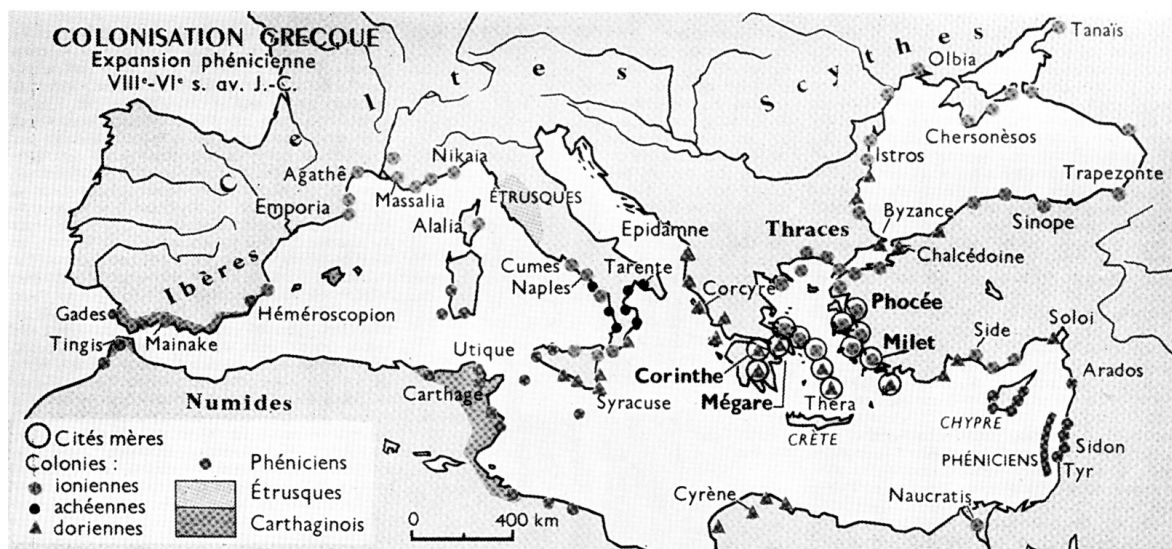 COLONISATION GRECQUE
Expansion phénicienne
VIIIe-VIe s. av. J.-C.
Celtes
Scythes
Tanaïs
Olbia
Chersonèsos
Istros
Trapezonte
Nikaia
Agathê
Massalia
ÉTRUSQUES
Emporia
Alalia
Epidamne
Thraces
Byzance
Sinope
Chalcédoine
Ibères
Cumes
Naples
Tarente
Corcyre
Phocée
Gades
Héméroscopion
Tingis
Mainake
Utique
Milet
Side
Soloi
Corinthe
Arados
Carthage
Syracuse
Mégare
Thera
Numides
CRÈTE
CHYPRE
Sidon
PHÉNICIENS
Tyr
Cyrène
Naucratis
Cités mères
Colonies :
ioniennes
achéennes
doriennes
Phéniciens
Étrusques
Carthaginois
0 400 km